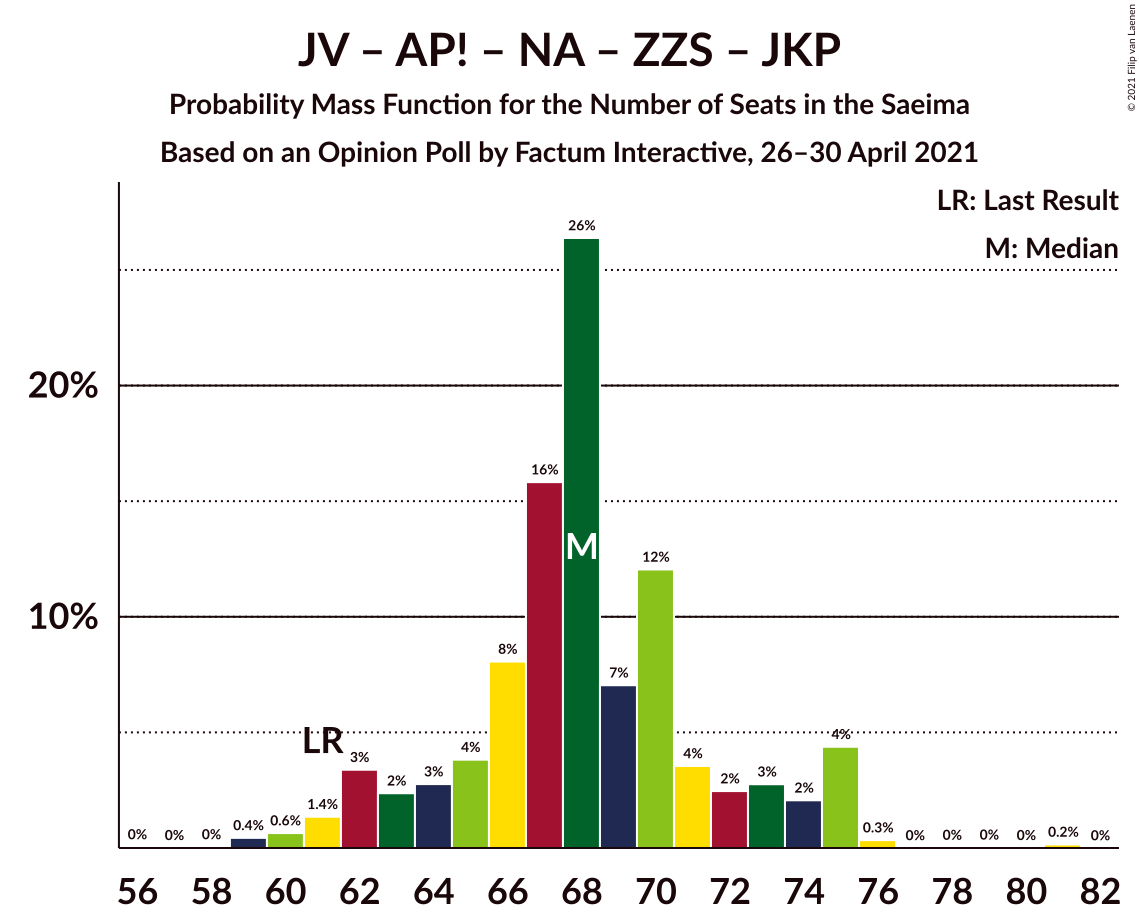 JV – AP! – NA – ZZS – JKP
Probability Mass Function for the Number of Seats in the Saeima
Based on an Opinion Poll by Factum Interactive, 26–30 April 2021
© 2021 Filip van Laenen
LR: Last Result
M: Median
20%
10%
0% 0% 0% 0.4% 0.6% 1.4% 3% 2% 3% 4% 8% 16% 26% 7% 12% 4% 2% 3% 2% 4% 0.3% 0% 0% 0% 0% 0.2% 0%
LR
M
56 58 60 62 64 66 68 70 72 74 76 78 80 82